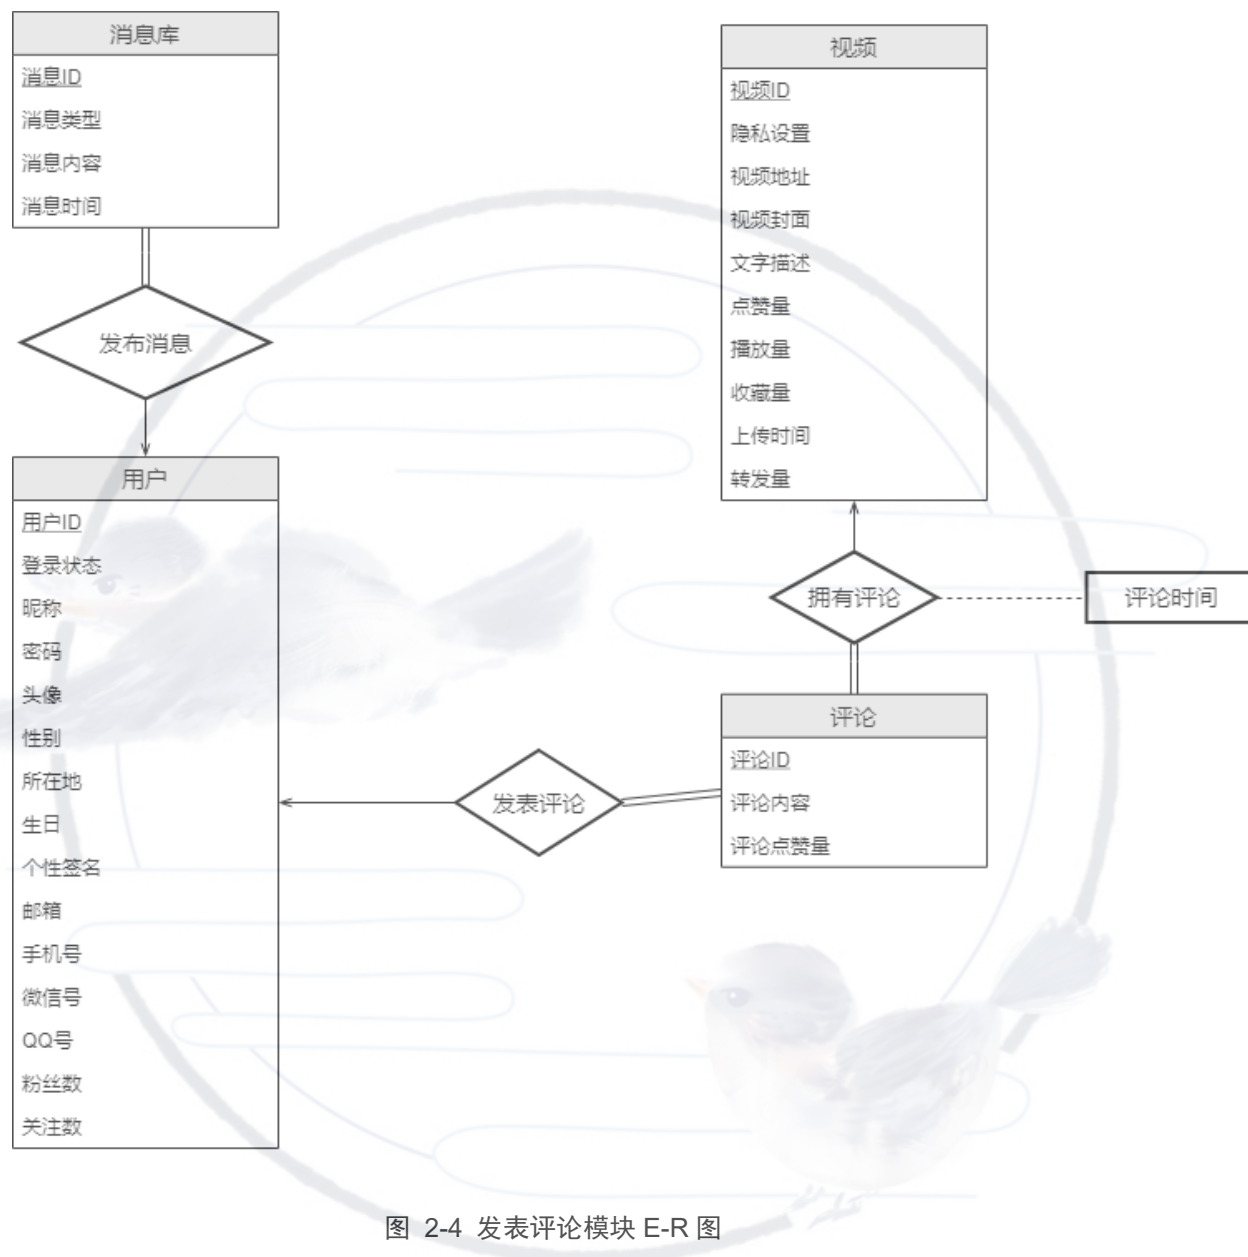 消息库
消息ID
消息类型
消息内容
消息时间
发布消息
用户
用户ID
登录状态
昵称
密码
头像
性别
所在地
生日
个性签名
邮箱
手机号
微信号
QQ号
粉丝数
关注数
视频
视频ID
隐私设置
视频地址
视频封面
文字描述
点赞量
播放量
收藏量
上传时间
转发量
拥有评论
评论时间
评论
评论ID
评论内容
评论点赞量
发表评论
图 2-4 发表评论模块 E-R 图